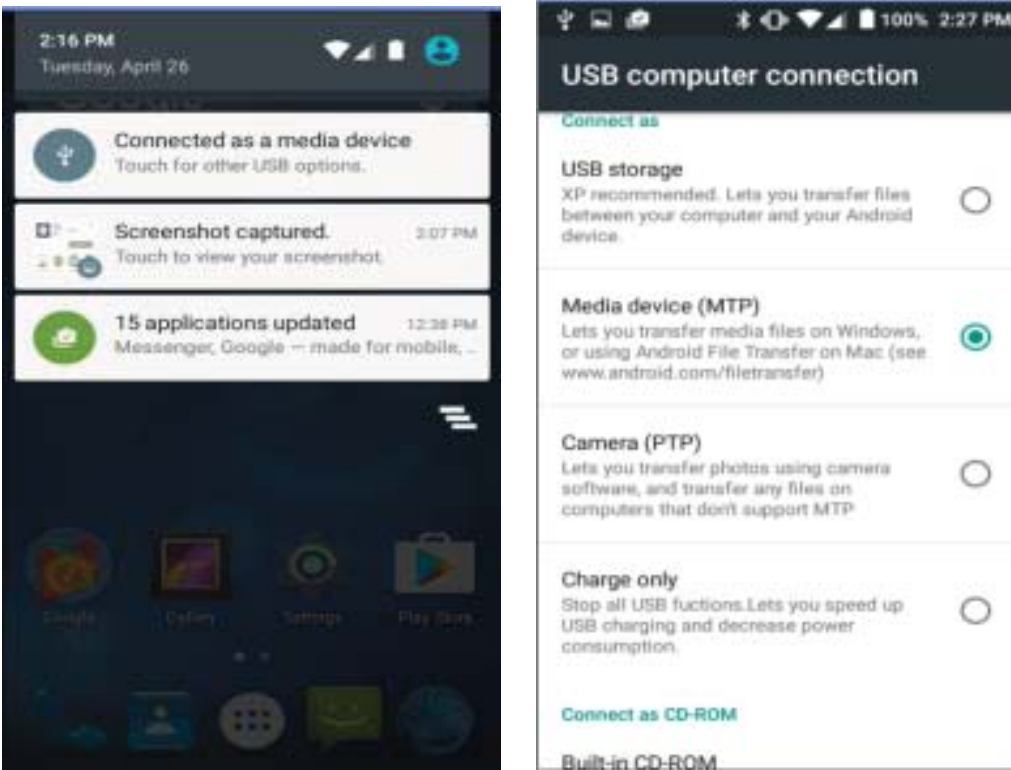 2:16 PM
Tuesday, April 26
Connected as a media device
Touch for other USB options.
Screenshot captured.
2:07 PM
Touch to view your screenshot.
15 applications updated
12:38 PM
Messenger, Google — made for mobile, ..
Google
Gallery
Settings
Play Store
100% 2:27 PM
USB computer connection
Connect as
USB storage
XP recommended. Lets you transfer files
between your computer and your Android
device.
Media device (MTP)
Lets you transfer media files on Windows,
or using Android File Transfer on Mac (see
www.android.com/filetransfer)
Camera (PTP)
Lets you transfer photos using camera
software, and transfer any files on
computers that don't support MTP
Charge only
Stop all USB fuctions.Lets you speed up
USB charging and decrease power
consumption.
Connect as CD-ROM
Built-in CD-ROM